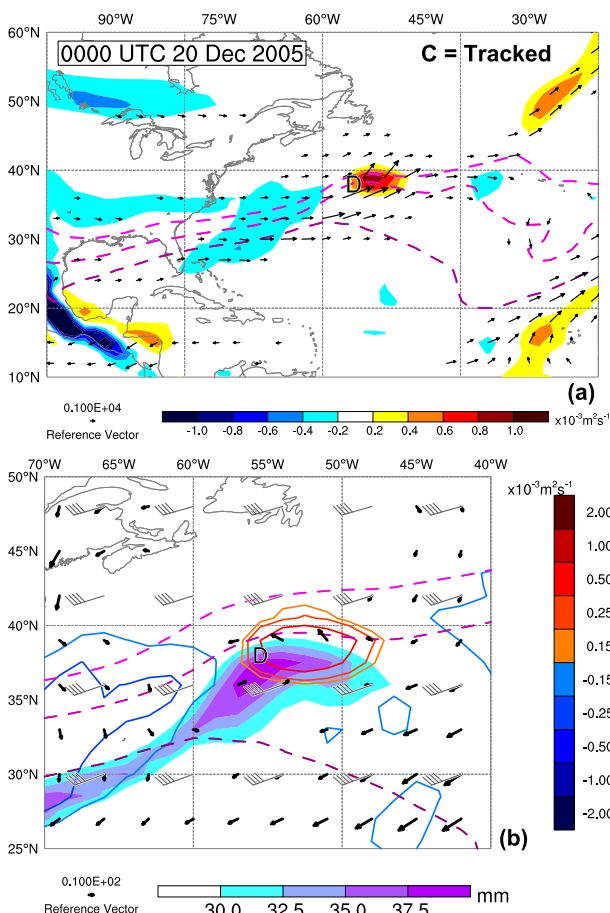 90°W 75°W 60°W 45°W 30°W
60°N
0000 UTC 20 Dec 2005
C = Tracked
50°N
40°N
D
30°N
20°N
10°N
(a)
0.100E+04
Reference Vector
-1.0 -0.8 -0.6 -0.4 -0.2 0.2 0.4 0.6 0.8 1.0
x10⁻³m²s⁻¹
70°W 65°W 60°W 55°W 50°W 45°W 40°W
50°N
x10⁻³m²s⁻¹
45°N
40°N
D
35°N
30°N
25°N
(b)
2.00
1.00
0.50
0.25
0.15
-0.15
-0.25
-0.50
-1.00
-2.00
0.100E+02
Reference Vector
30.0 32.5 35.0 37.5
mm